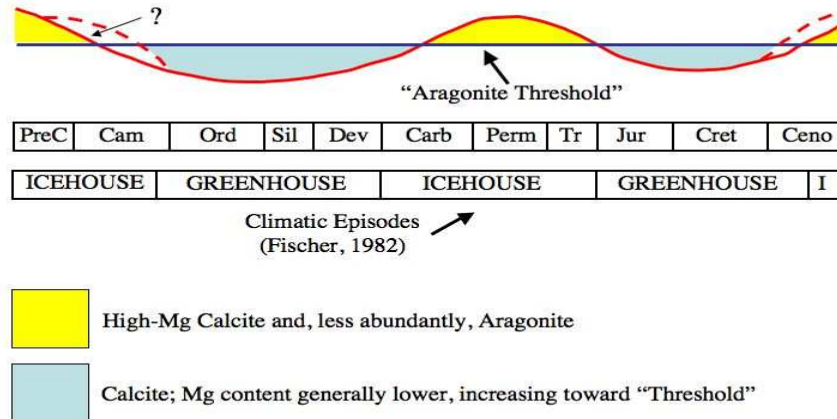 ?
“Aragonite Threshold”
PreC Cam Ord Sil Dev Carb Perm Tr Jur Cret Ceno
ICEHOUSE GREENHOUSE ICEHOUSE GREENHOUSE I
Climatic Episodes
(Fischer, 1982)
High-Mg Calcite and, less abundantly, Aragonite
Calcite; Mg content generally lower, increasing toward “Threshold”